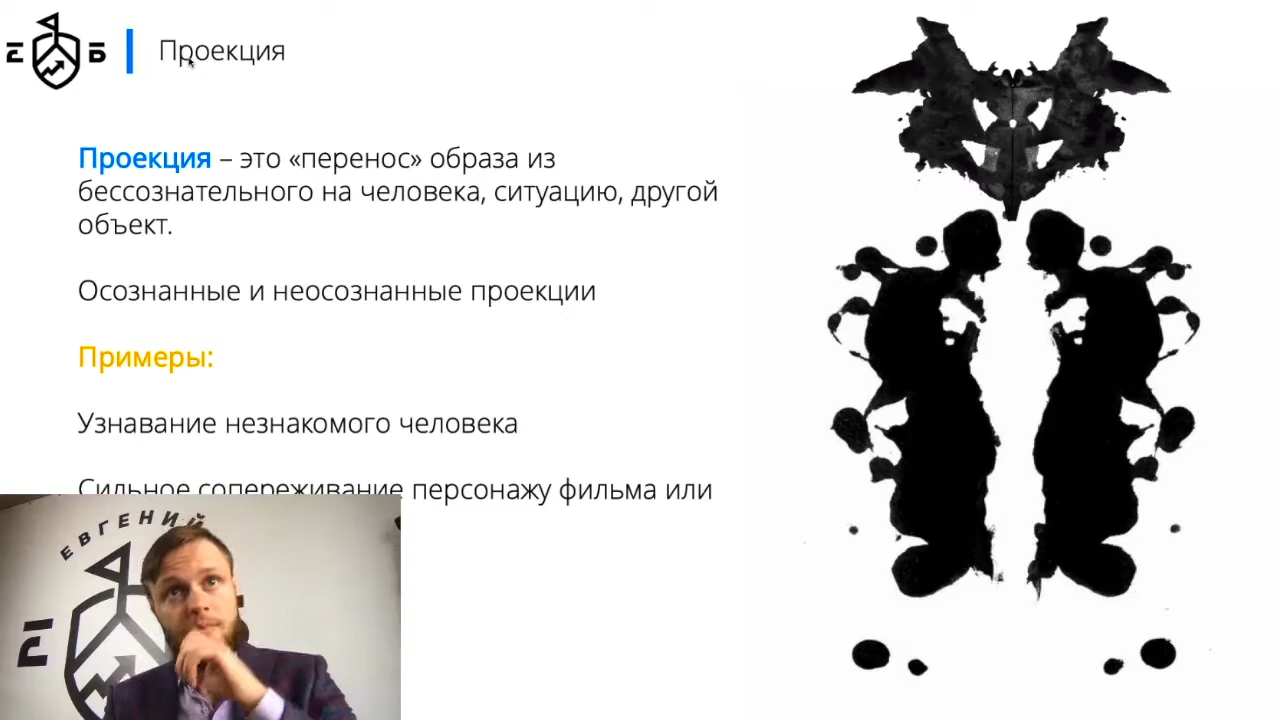 Є Б
Проекция
Проекция – это «перенос» образа из
бессознательного на человека, ситуацию, другой
объект.
Осознанные и неосознанные проекции
Примеры:
Узнавание незнакомого человека
Сильное сопереживание персонажу фильма или
ЕВГЕНИЙ
Є